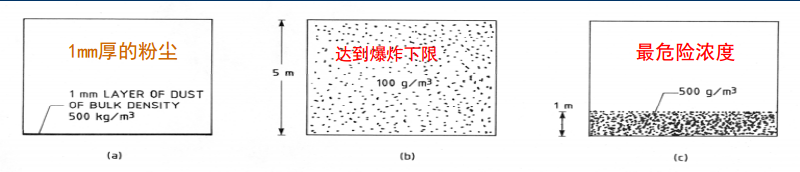 1mm厚的粉尘
1 mm LAYER OF DUST
OF BULK DENSITY
500 kg/m³
(a)
5 m
达到爆炸下限
100 g/m³
(b)
最危险浓度
500 g/m³
1 m
(c)